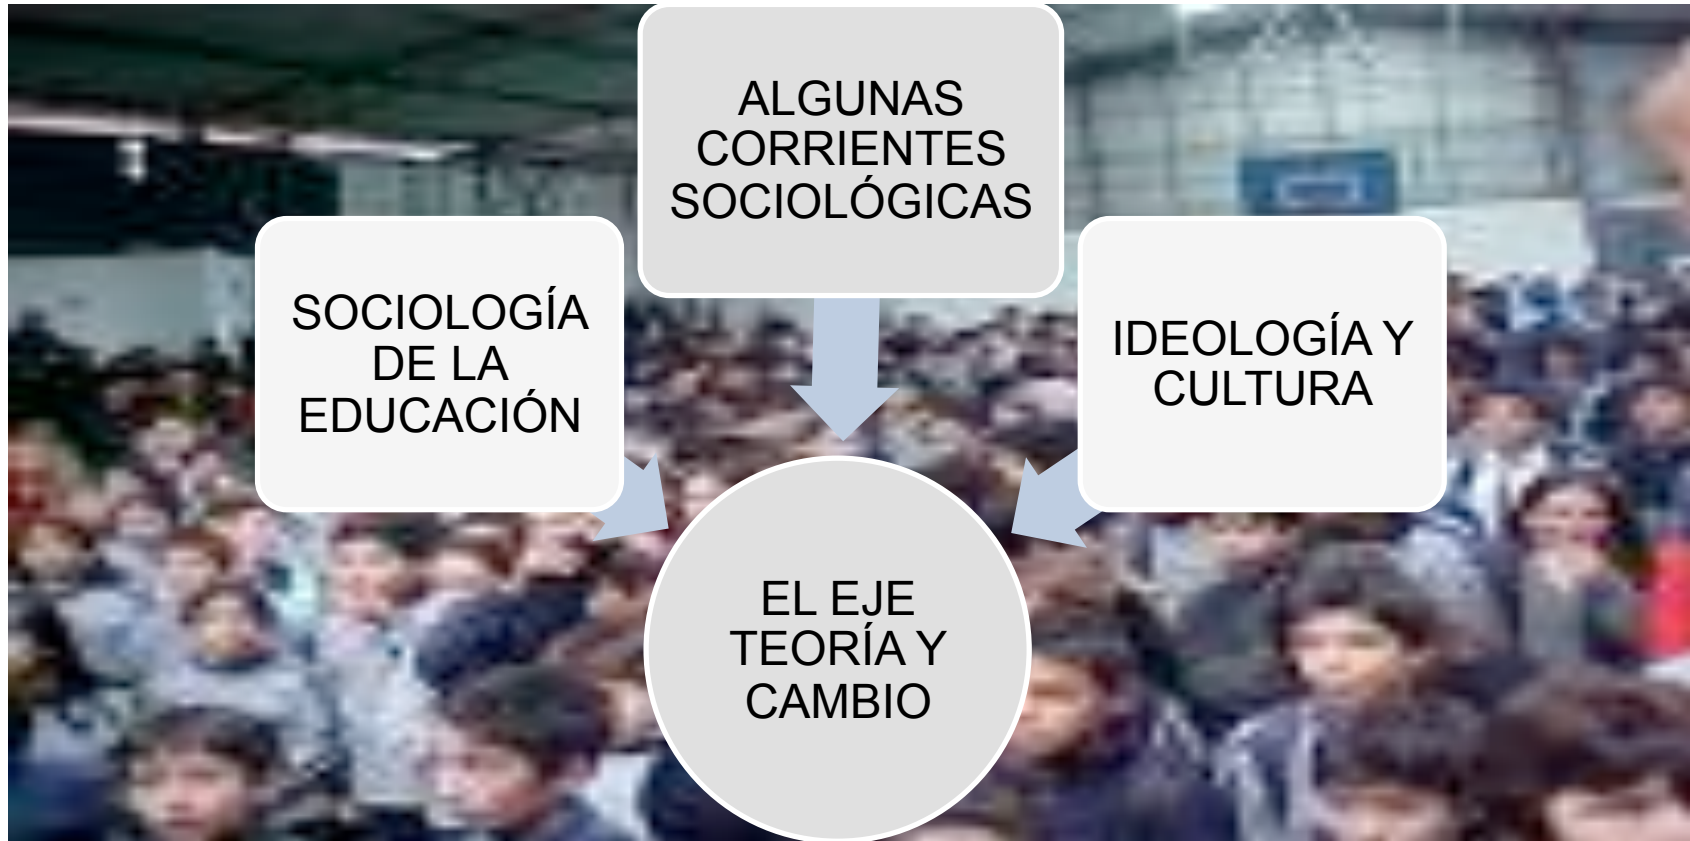 ALGUNAS
CORRIENTES
SOCIOLÓGICAS
SOCIOLOGÍA
DE LA
EDUCACIÓN
IDEOLOGÍA Y
CULTURA
EL EJE
TEORÍA Y
CAMBIO